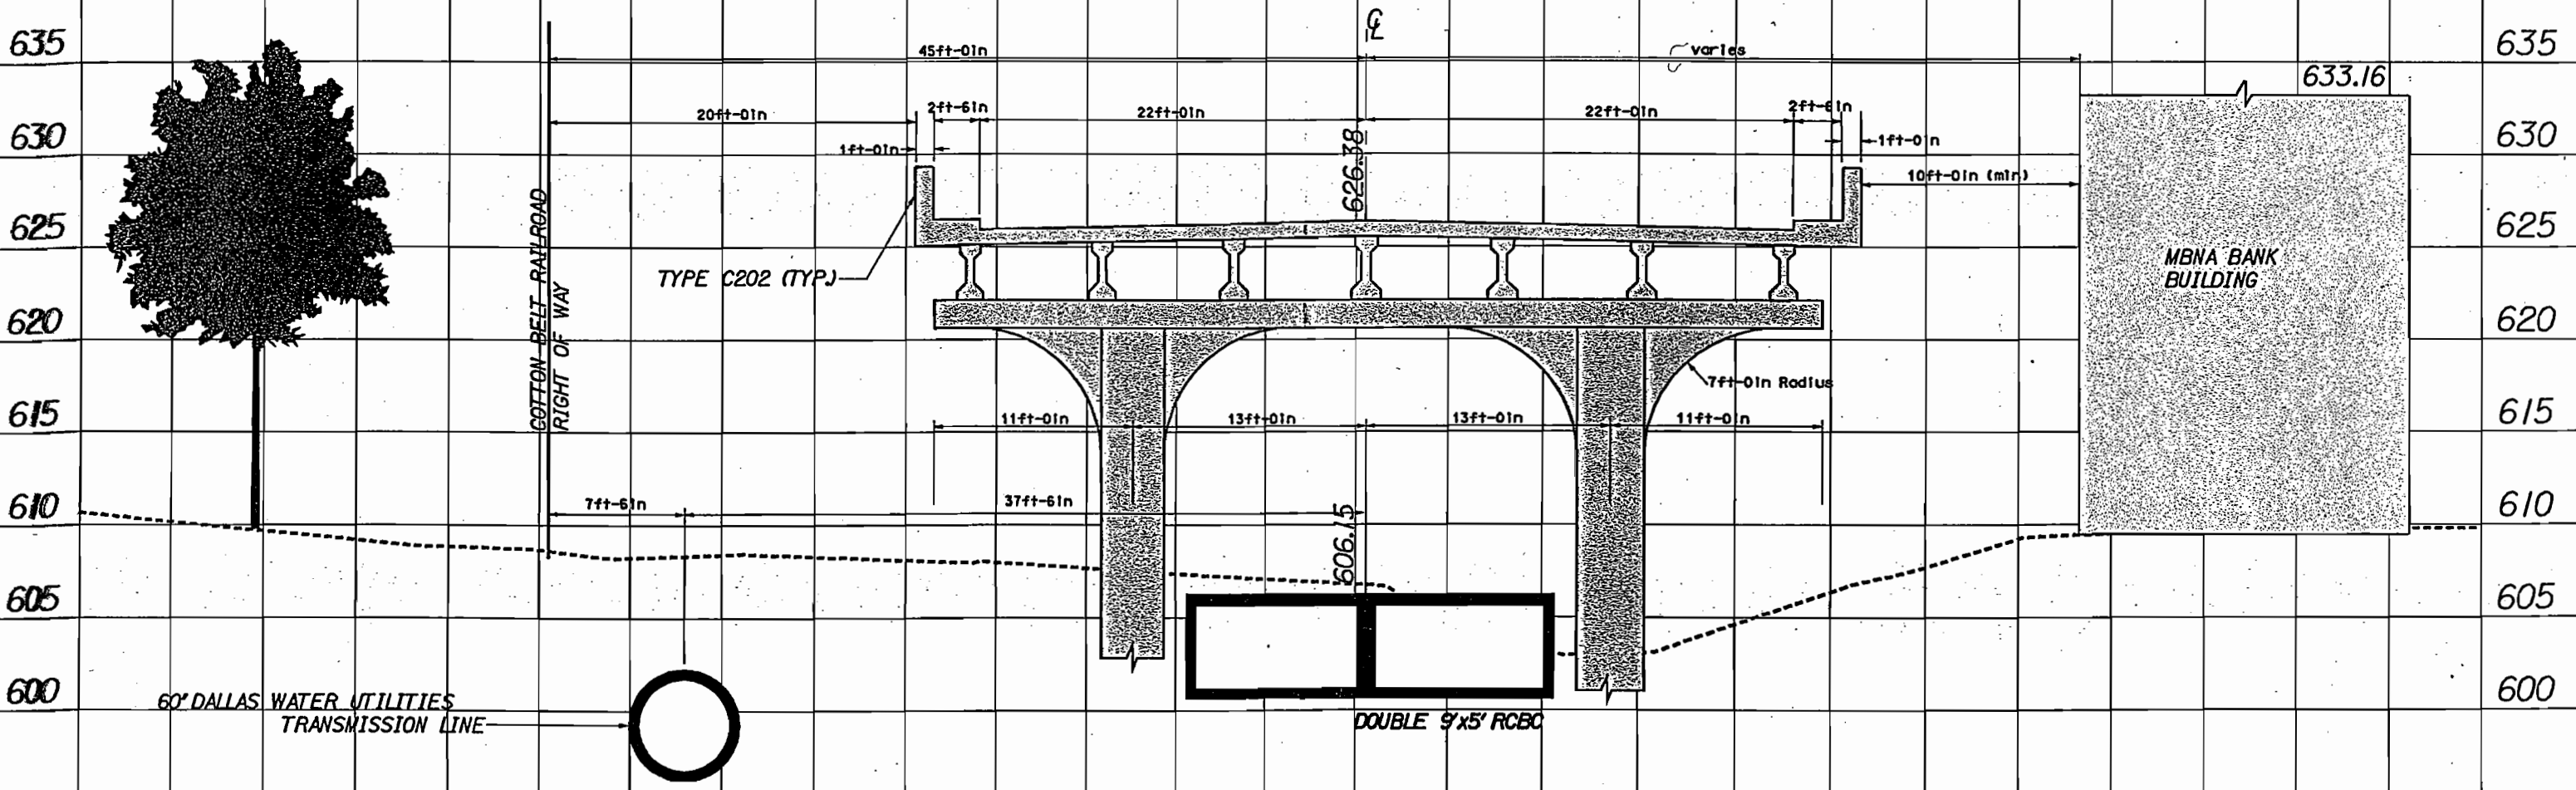 ℄
635
45ft-0in
varies
635
633.16
2ft-6in
22ft-0in
22ft-0in
2ft-6in
20ft-0in
630
1ft-0in
626.38
1ft-0in
630
10ft-0in (min)
625
625
MBNA BANK
BUILDING
TYPE C202 (TYP.)
COTTON BELT RAILROAD
RIGHT OF WAY
620
620
7ft-0in Radius
615
11ft-0in
13ft-0in
13ft-0in
11ft-0in
615
610
7ft-6in
37ft-6in
610
606.15
605
605
600
60" DALLAS WATER UTILITIES
TRANSMISSION LINE
600
DOUBLE 9'x5' RCBC